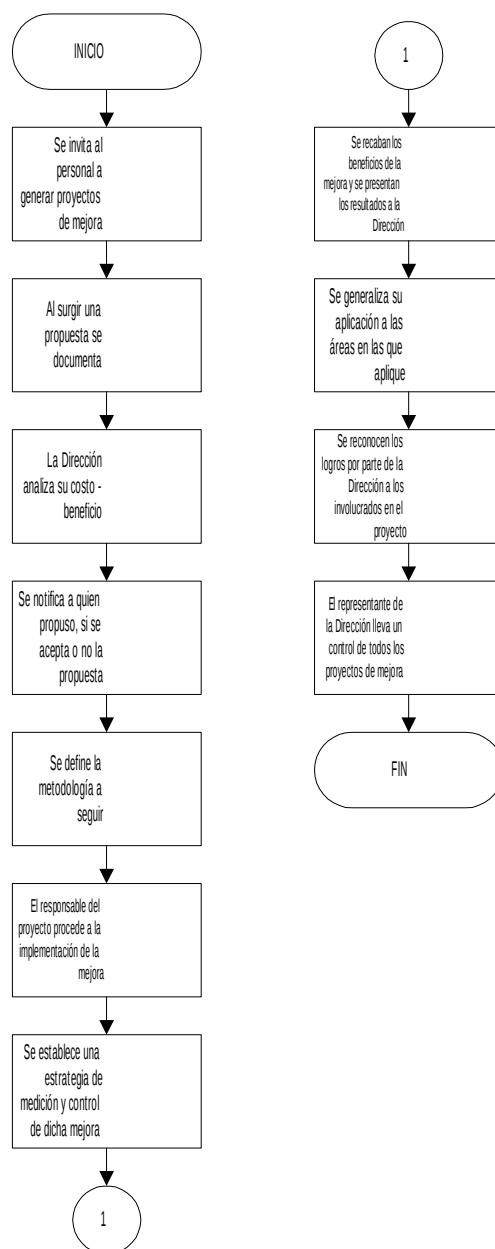 INICIO
Se invita al
personal a
generar proyectos
de mejora
Al surgir una
propuesta se
documenta
La Dirección
analiza su costo -
beneficio
Se notifica a quien
propuso, si se
acepta o no la
propuesta
Se define la
metodología a
seguir
El responsable del
proyecto procede a la
implementación de la
mejora
Se establece una
estrategia de
medición y control
de dicha mejora
1
1
Se recaban los
beneficios de la
mejora y se presentan
los resultados a la
Dirección
Se generaliza su
aplicación a las
áreas en las que
aplique
Se reconocen los
logros por parte de la
Dirección a los
involucrados en el
proyecto
El representante de
la Dirección lleva un
control de todos los
proyectos de mejora
FIN